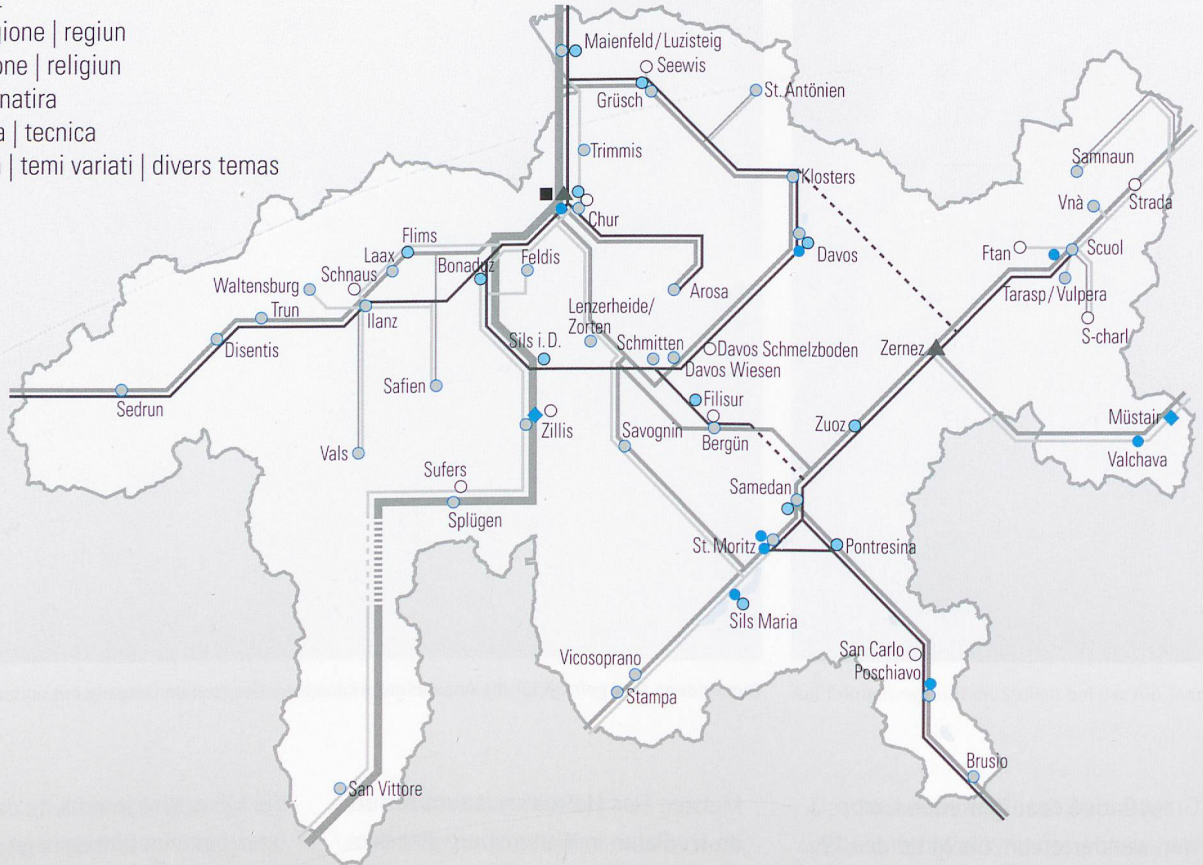 gione | regiun
one | religiun
natira
a | tecnica
| temi variati | divers temas
Maienfeld/Luzisteig
Seewis
Grüsch
St. Antönien
Trimmis
Samnaun
Klosters
Vnà
Strada
Chur
Flims
Laax
Bonaduz
Feldis
Davos
Ftan
Scuol
Schnaus
Waltensburg
Tarasp/Vulpera
Arosa
Ilanz
Trun
Lenzerheide/
Zorten
S-charl
Disentis
Sils i.D.
Schmitten
Davos Schmelzboden
Zernez
Davos Wiesen
Safien
Sedrun
Filisur
Müstair
Zillis
Savognin
Bergün
Zuoz
Vals
Valchava
Sufers
Samedan
Splügen
St. Moritz
Pontresina
Sils Maria
San Carlo
Poschiavo
Vicosoprano
Stampa
Brusio
San Vittore